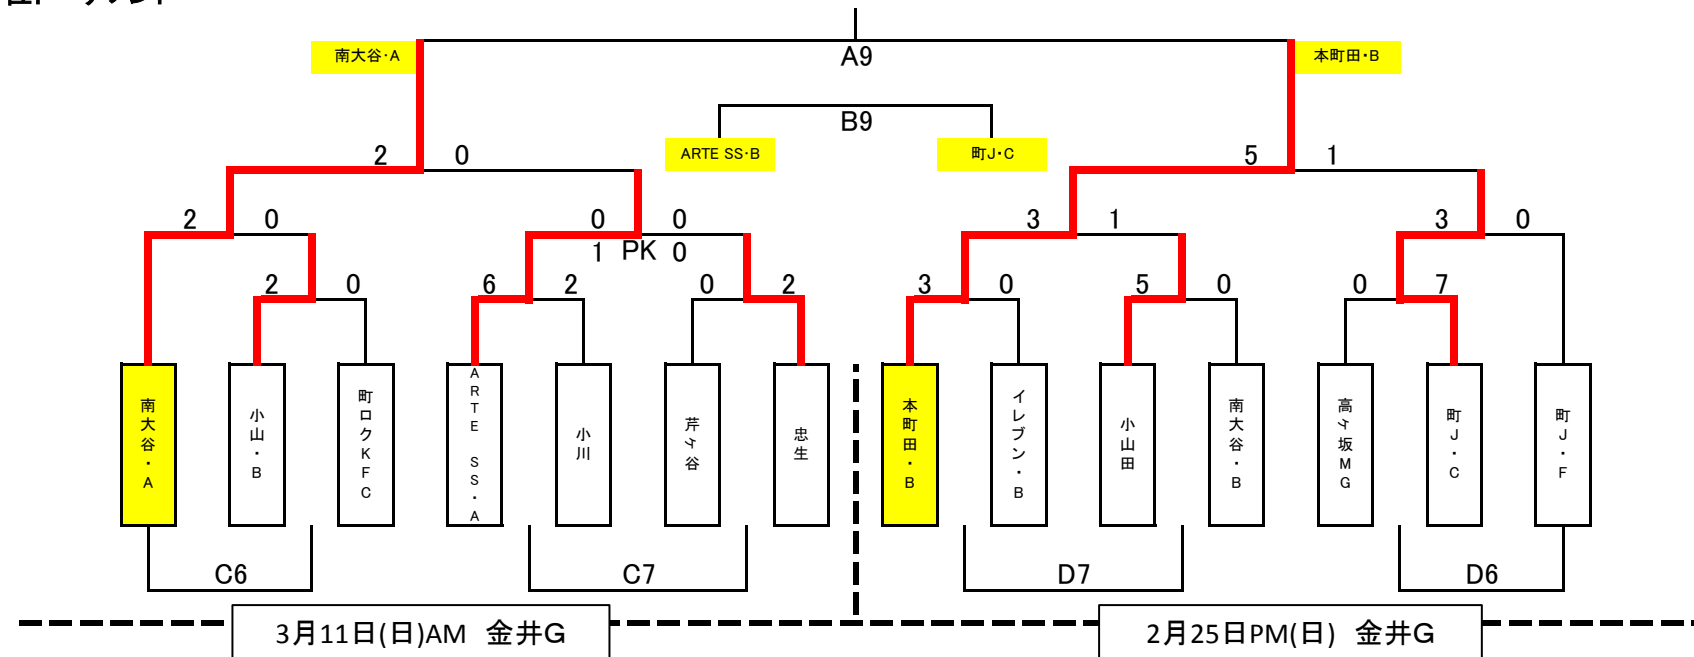 南大谷・A
本町田・B
A9
B9
ARTE SS・B
町J・C
2 0
5 1
2 0
0 0
3 1
3 0
1 PK 0
2 0
6 2
0 2
3 0
5 0
0 7
南大谷・A
小山・B
町ロクKFC
ARTE SS・A
小川
芹ヶ谷
忠生
本町田・B
イレブン・B
小山田
南大谷・B
高ヶ坂MG
町J・C
町J・F
C6
C7
D7
D6
3月11日(日)AM 金井G
2月25日PM(日) 金井G